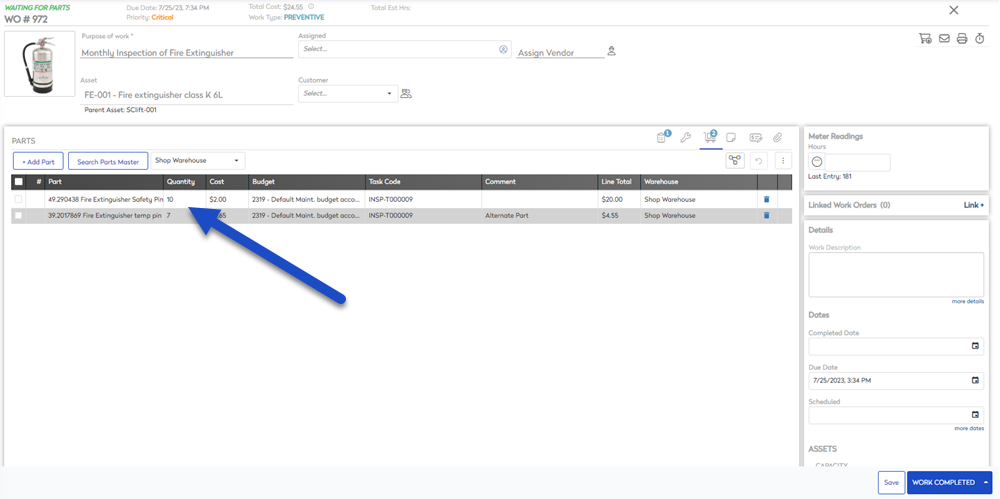 WAITING FOR PARTS
WO # 972
Due Date: 7/25/23, 7:34 PM
Priority: Critical
Total Cost: $24.55
Work Type: PREVENTIVE
Total Est Hrs:
Purpose of work *
Monthly Inspection of Fire Extinguisher
Assigned
Select...
Assign Vendor
Asset
FE-001 - Fire extinguisher class K 6L
Parent Asset: SClift-001
Customer
Select...
PARTS
1
2
+ Add Part
Search Parts Master
Shop Warehouse
# Part Quantity Cost Budget Task Code Comment Line Total Warehouse
49.290438 Fire Extinguisher Safety Pin 10 $2.00 2319 - Default Maint. budget acco... INSP-T000009 $20.00 Shop Warehouse
39.2017869 Fire Extinguisher temp pin 7 65 2319 - Default Maint. budget acco... INSP-T000009 Alternate Part $4.55 Shop Warehouse
Meter Readings
Hours
Last Entry: 181
Linked Work Orders (0) Link +
Details
Work Description
more details
Dates
Completed Date
Due Date
7/25/2023, 3:34 PM
Scheduled
more dates
ASSETS
CAPACITY
Save
WORK COMPLETED